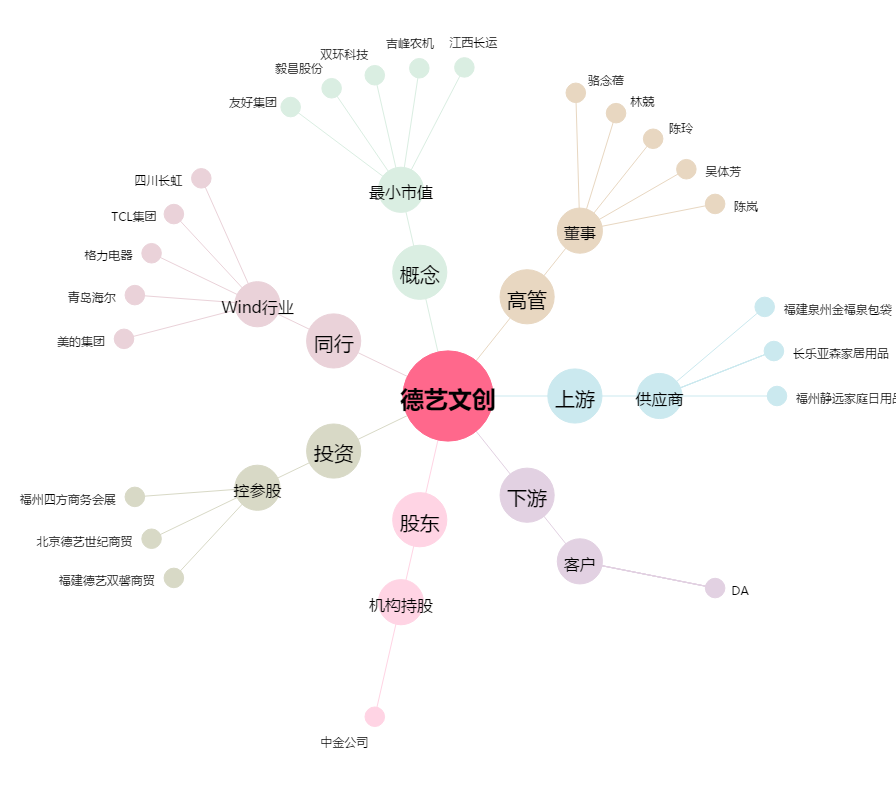 江西长运
吉峰农机
双环科技
毅昌股份
友好集团
骆念蓓
林兢
陈玲
吴体芳
陈岚
最小市值
董事
概念
高管
四川长虹
TCL集团
格力电器
青岛海尔
美的集团
Wind行业
同行
福建泉州金福泉包袋
长乐亚森家居用品
福州静远家庭日用品
德艺文创
上游
供应商
投资
控参股
福州四方商务会展
北京德艺世纪商贸
福建德艺双馨商贸
股东
下游
客户
DA
机构持股
中金公司